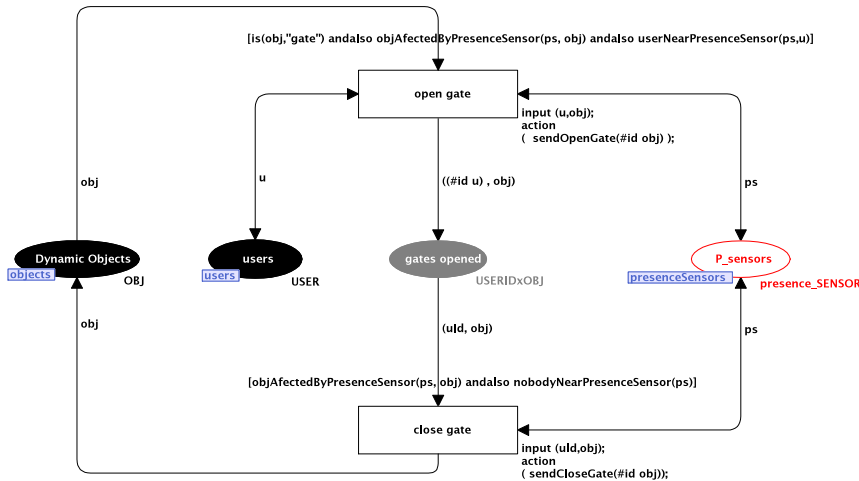 [is(obj,"gate") andalso objAfectedByPresenceSensor(ps, obj) andalso userNearPresenceSensor(ps,u)]
open gate
input (u,obj);
action
( sendOpenGate(#id obj) );
obj
u
((#id u) , obj)
ps
Dynamic Objects
users
gates opened
P_sensors
objects
OBJ
users
USER
USERIDxOBJ
presenceSensors
presence_SENSOR
obj
(uId, obj)
ps
[objAfectedByPresenceSensor(ps, obj) andalso nobodyNearPresenceSensor(ps)]
close gate
input (uId,obj);
action
( sendCloseGate(#id obj));